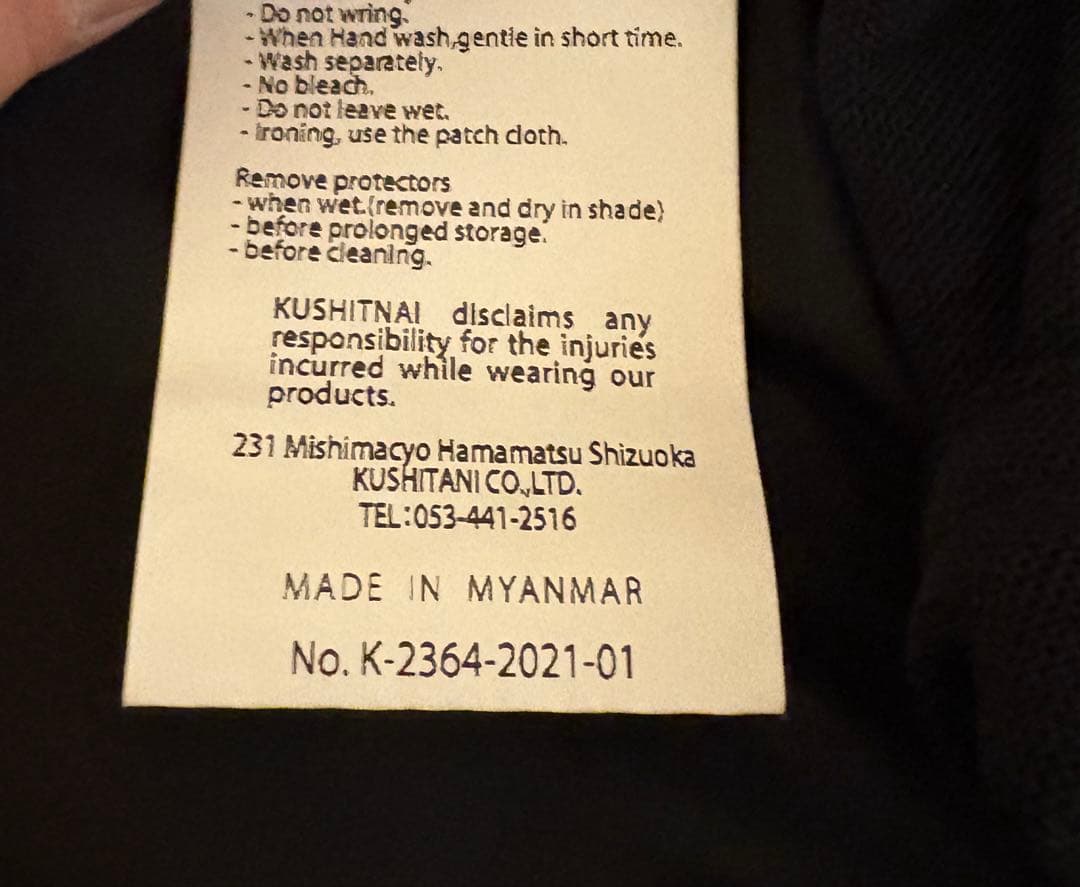 - Do not wring.
- When Hand wash,gentle in short time.
- Wash separately.
- No bleach.
- Do not leave wet.
- Ironing, use the patch cloth.
Remove protectors
- when wet.(remove and dry in shade)
- before prolonged storage.
- before cleaning.
KUSHITNAI disclaims any
responsibility for the injuries
incurred while wearing our
products.
231 Mishimacyo Hamamatsu Shizuoka
KUSHITANI CO.,LTD.
TEL:053-441-2516
MADE IN MYANMAR
No. K-2364-2021-01